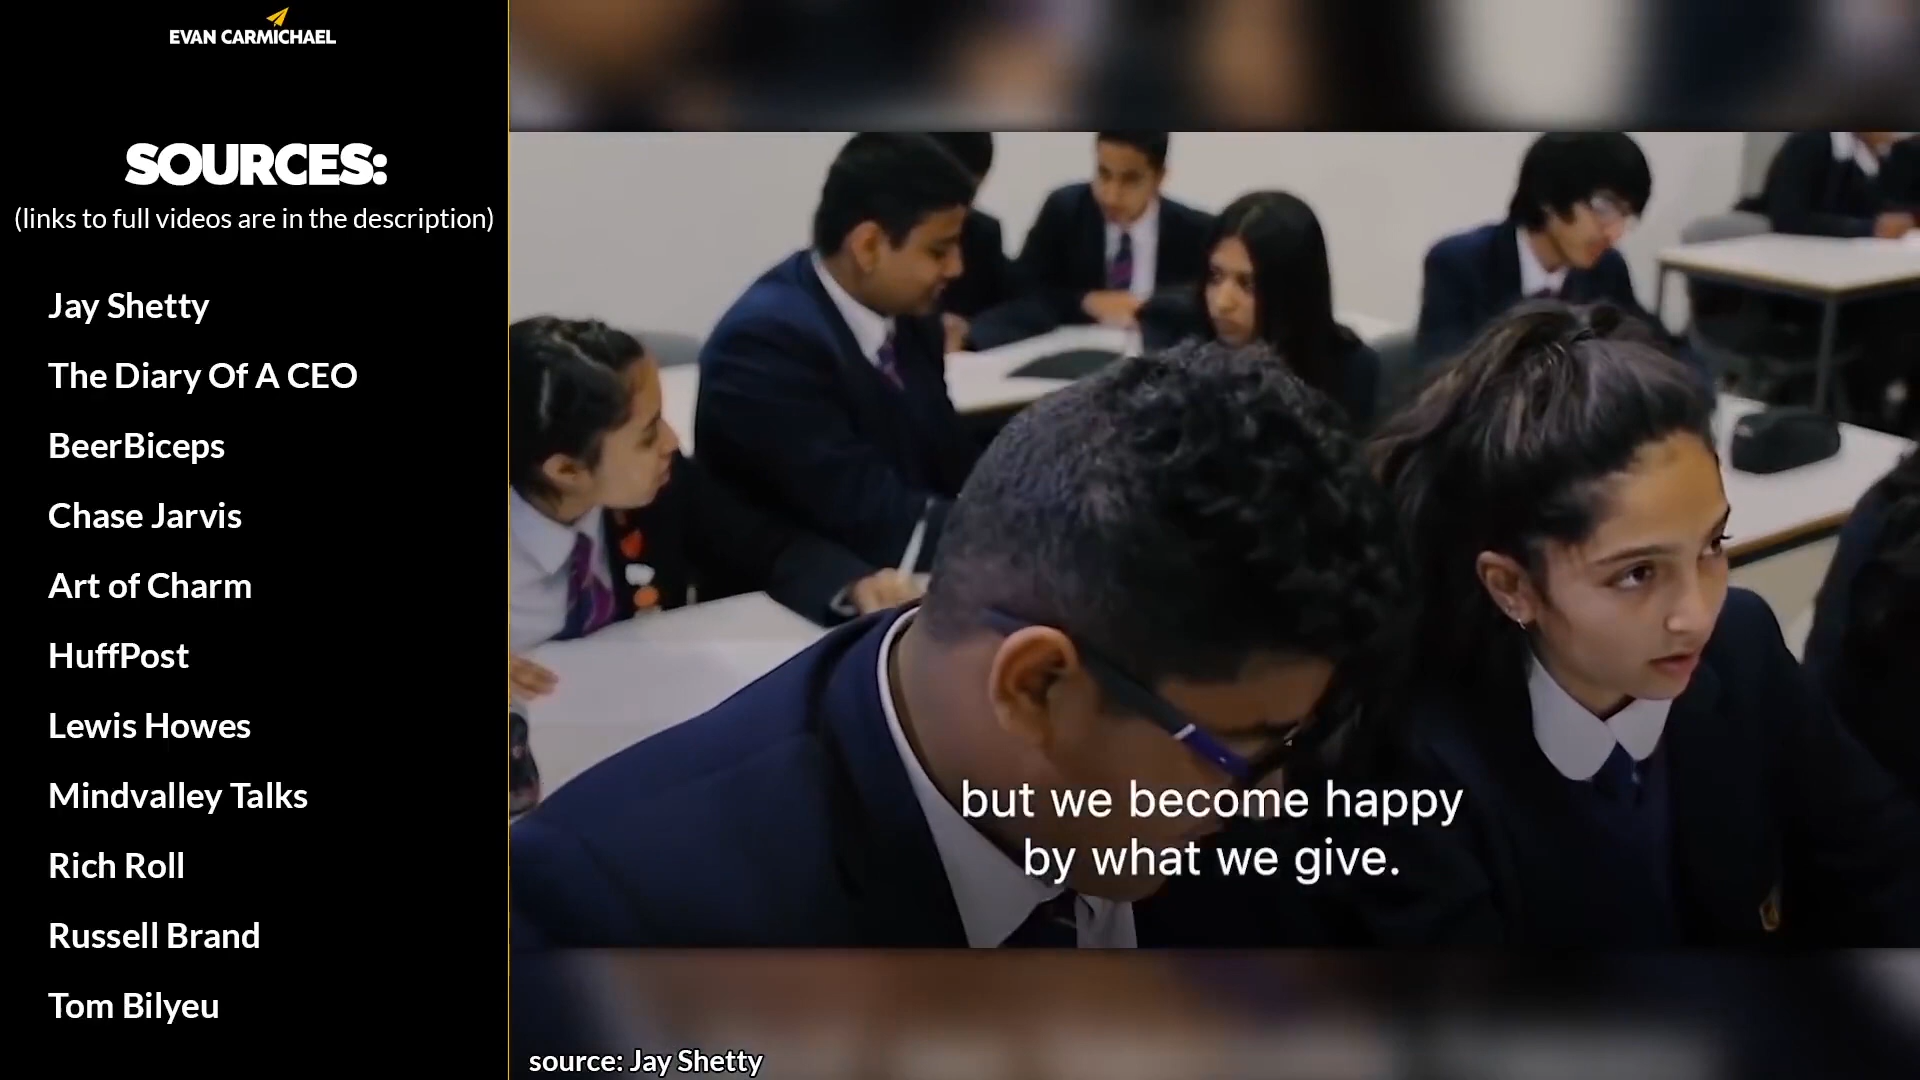 EVAN CARMICHAEL
SOURCES:
(links to full videos are in the description)
Jay Shetty
The Diary Of A CEO
BeerBiceps
Chase Jarvis
Art of Charm
HuffPost
Lewis Howes
Mindvalley Talks
Rich Roll
Russell Brand
Tom Bilyeu
but we become happy
by what we give.
source: Jay Shetty